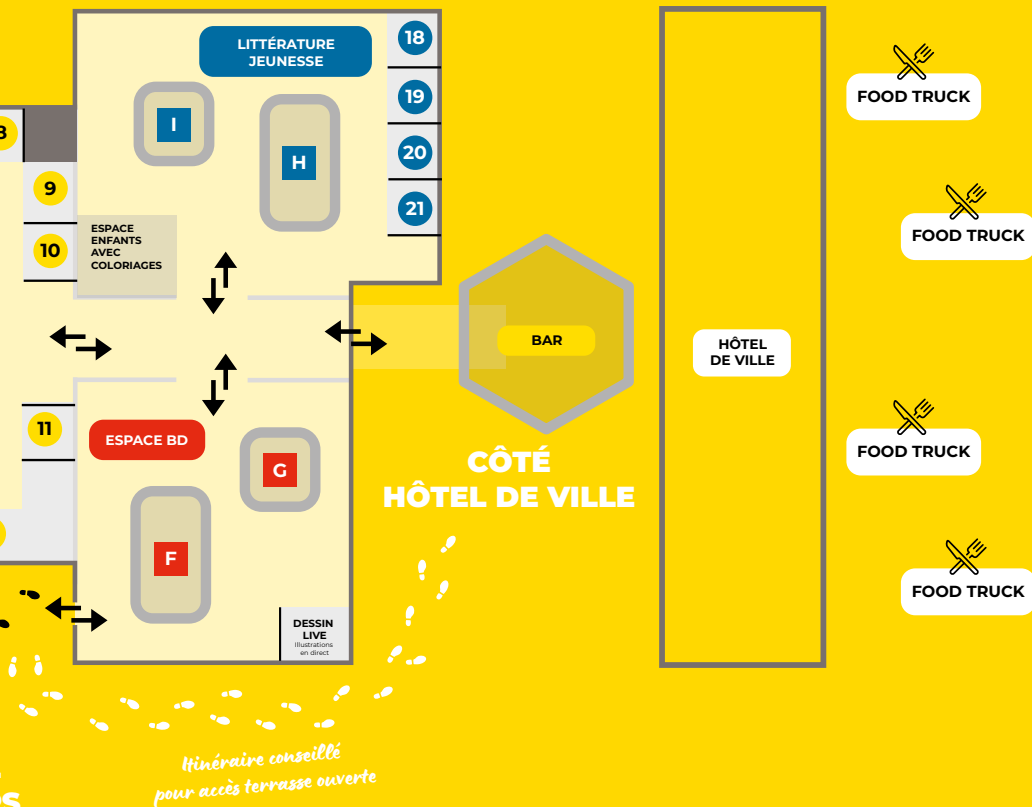 LITTÉRATURE
JEUNESSE
18
19
20
21
I
H
8
9
10
ESPACE
ENFANTS
AVEC
COLORIAGES
BAR
HÔTEL
DE VILLE
FOOD TRUCK
FOOD TRUCK
FOOD TRUCK
FOOD TRUCK
11
ESPACE BD
G
F
CÔTÉ
HÔTEL DE VILLE
DESSIN
LIVE
Illustrations
en direct
Itinéraire conseillé
pour accès terrasse ouverte